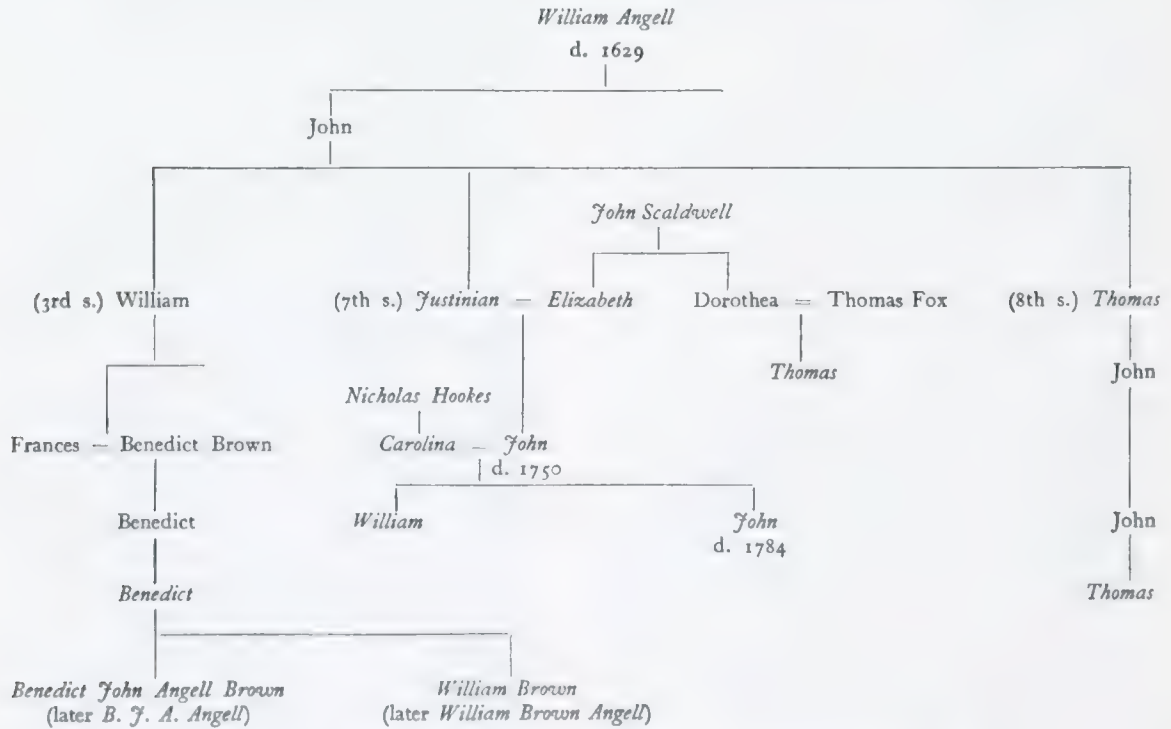 William Angell
d. 1629
John
John Scaldwell
(3rd s.) William
(7th s.) Justinian – Elizabeth
Dorothea = Thomas Fox
(8th s.) Thomas
Thomas
John
Nicholas Hookes
Frances – Benedict Brown
Carolina – John
d. 1750
Benedict
William
John
d. 1784
John
Benedict
Thomas
Benedict John Angell Brown
(later B. J. A. Angell)
William Brown
(later William Brown Angell)